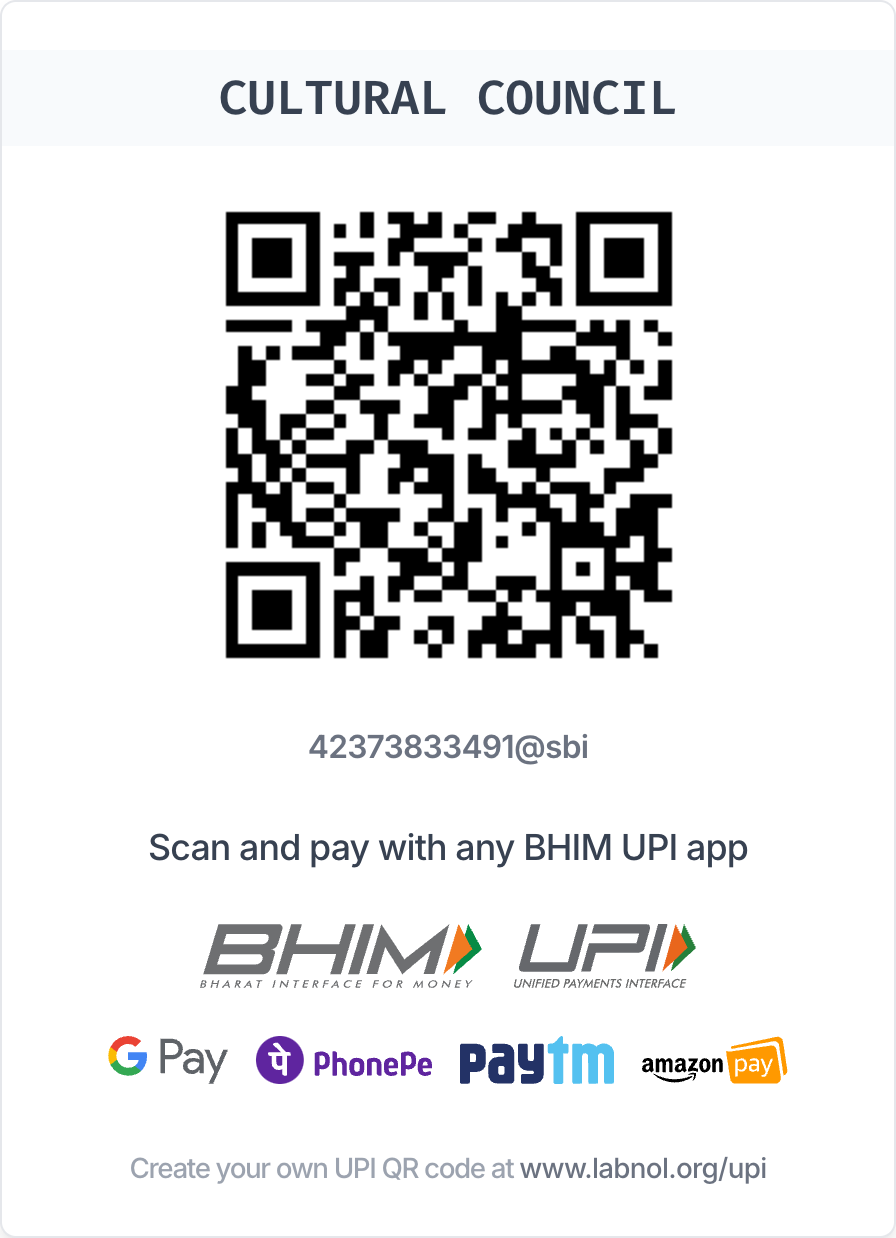 CULTURAL COUNCIL
42373833491@sbi
Scan and pay with any BHIM UPI app
BHIM UPI
BHARAT INTERFACE FOR MONEY UNIFIED PAYMENTS INTERFACE
G Pay पे PhonePe paytm amazon pay
Create your own UPI QR code at www.labnol.org/upi